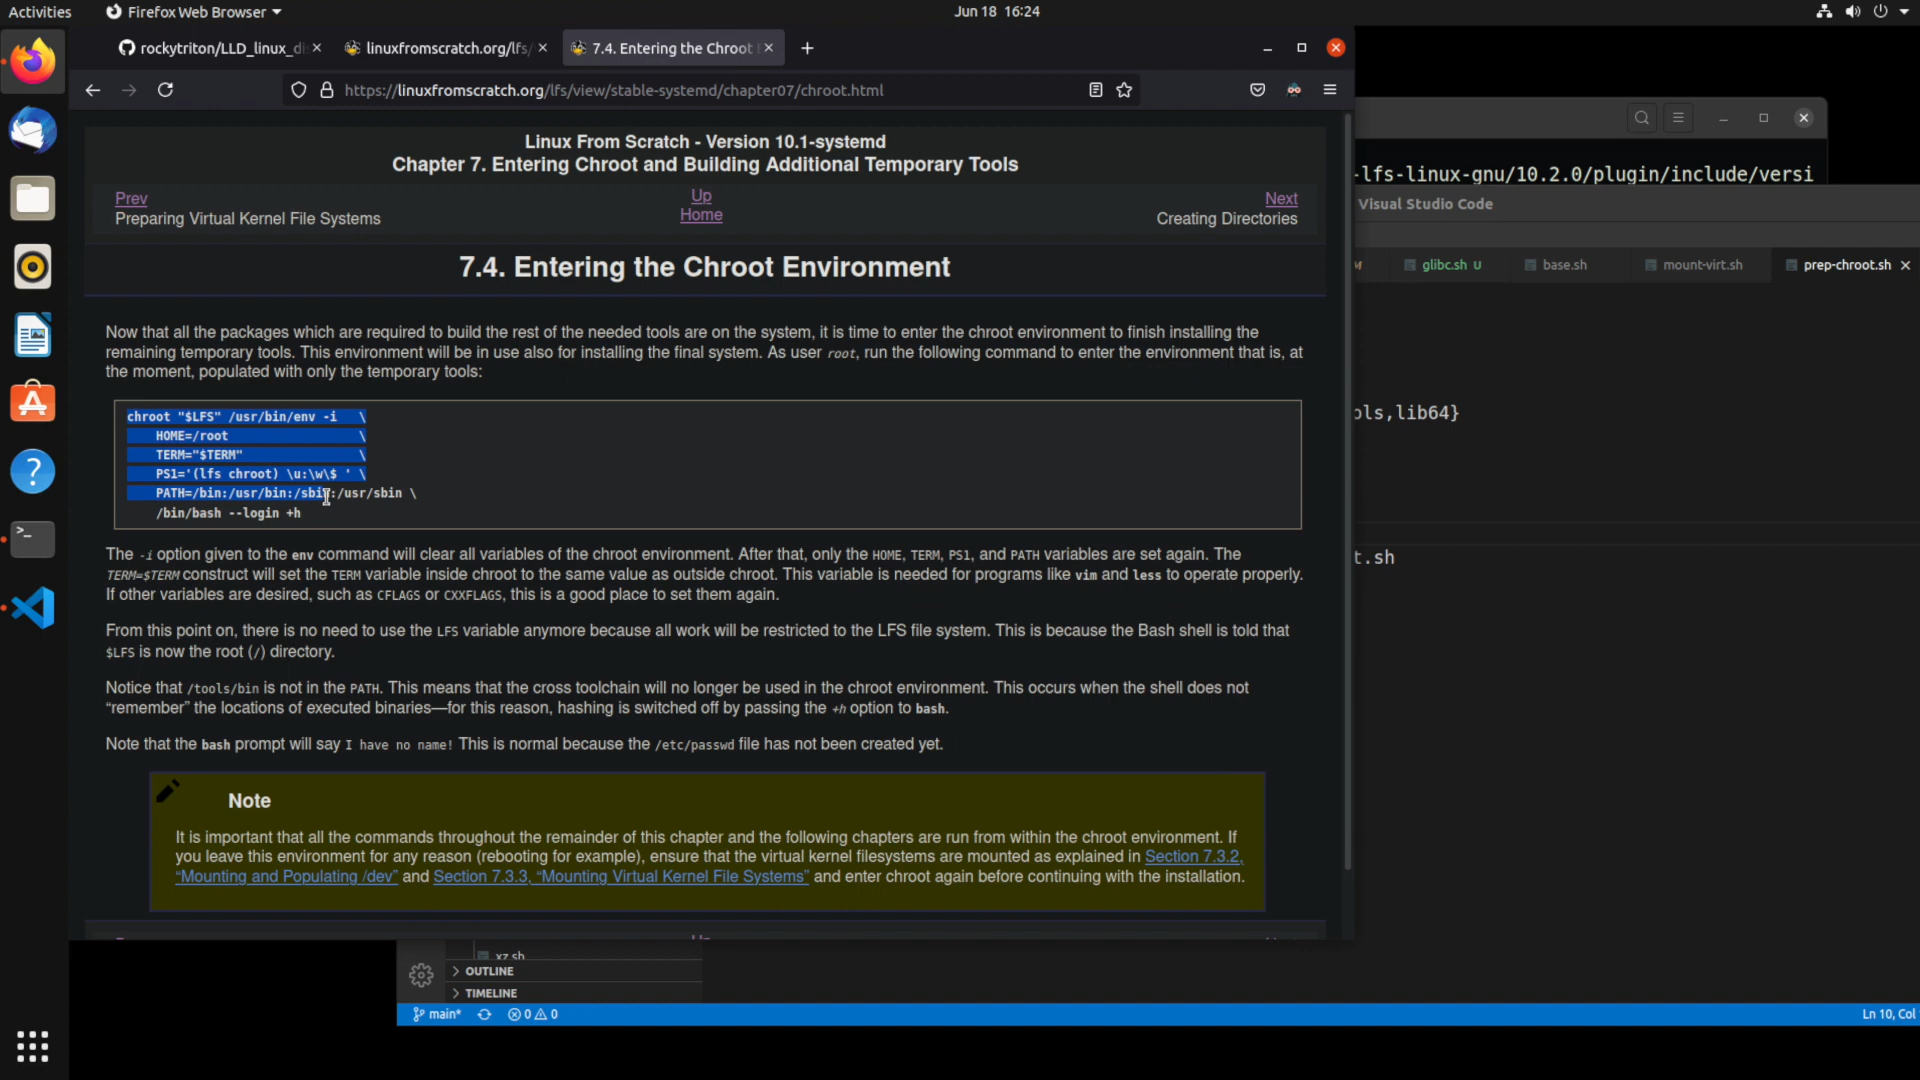 Activities
Firefox Web Browser
Jun 18 16:24
rockytriton/LLD_linux_di
linuxfromscratch.org/lfs/
7.4. Entering the Chroot
https://linuxfromscratch.org/lfs/view/stable-systemd/chapter07/chroot.html
Linux From Scratch - Version 10.1-systemd
Chapter 7. Entering Chroot and Building Additional Temporary Tools
Prev
Up
Next
Preparing Virtual Kernel File Systems
Home
Creating Directories
7.4. Entering the Chroot Environment
Now that all the packages which are required to build the rest of the needed tools are on the system, it is time to enter the chroot environment to finish installing the
remaining temporary tools. This environment will be in use also for installing the final system. As user root, run the following command to enter the environment that is, at
the moment, populated with only the temporary tools:
chroot "$LFS" /usr/bin/env -i \
HOME=/root \
TERM="$TERM" \
PS1='(lfs chroot) \u:\w\$ ' \
PATH=/bin:/usr/bin:/sbin:/usr/sbin \
/bin/bash --login +h
The -i option given to the env command will clear all variables of the chroot environment. After that, only the HOME, TERM, PS1, and PATH variables are set again. The
TERM=$TERM construct will set the TERM variable inside chroot to the same value as outside chroot. This variable is needed for programs like vim and less to operate properly.
If other variables are desired, such as CFLAGS or CXXFLAGS, this is a good place to set them again.
From this point on, there is no need to use the LFS variable anymore because all work will be restricted to the LFS file system. This is because the Bash shell is told that
$LFS is now the root (/) directory.
Notice that /tools/bin is not in the PATH. This means that the cross toolchain will no longer be used in the chroot environment. This occurs when the shell does not
“remember” the locations of executed binaries—for this reason, hashing is switched off by passing the +h option to bash.
Note that the bash prompt will say I have no name! This is normal because the /etc/passwd file has not been created yet.
Note
It is important that all the commands throughout the remainder of this chapter and the following chapters are run from within the chroot environment. If
you leave this environment for any reason (rebooting for example), ensure that the virtual kernel filesystems are mounted as explained in Section 7.3.2,
“Mounting and Populating /dev” and Section 7.3.3, “Mounting Virtual Kernel File Systems” and enter chroot again before continuing with the installation.
-lfs-linux-gnu/10.2.0/plugin/include/versi
Visual Studio Code
M
glibc.sh U
base.sh
mount-virt.sh
prep-chroot.sh
ols,lib64}
t.sh
xz.sh
OUTLINE
TIMELINE
main*
0
0
Ln 10, Col